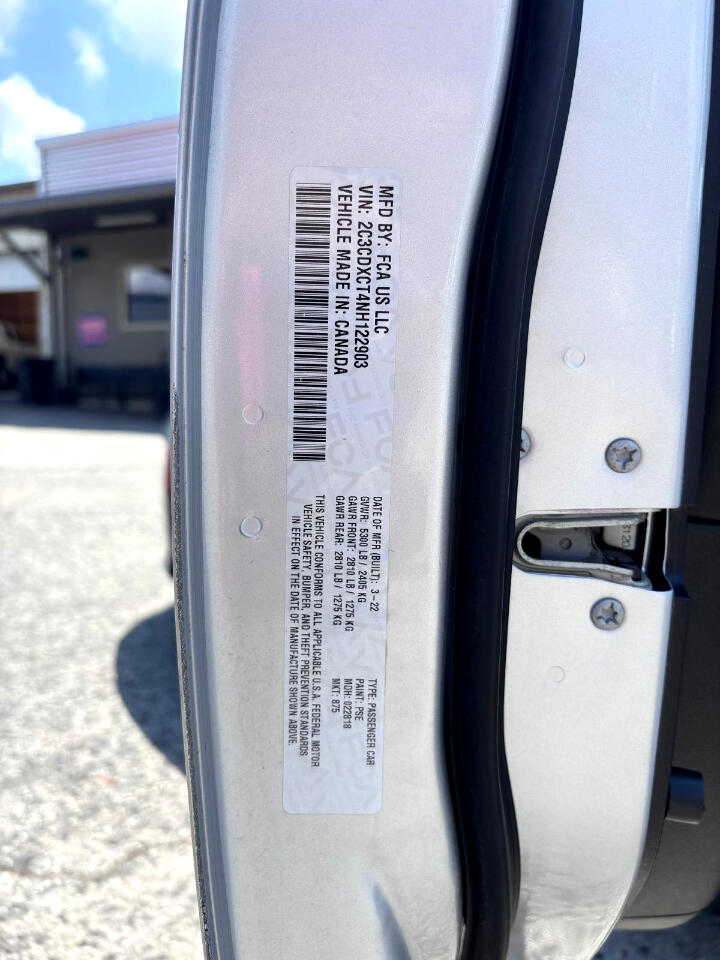 MFD BY: FCA US LLC
VIN: 2C3CDXCT4NH122903
VEHICLE MADE IN: CANADA
DATE OF MFR (BUILT): 3-22
GVWR: 5300 LB / 2405 KG
GAWR FRONT: 2810 LB / 1275 KG
GAWR REAR: 2810 LB / 1275 KG
THIS VEHICLE CONFORMS TO ALL APPLICABLE U.S.A. FEDERAL MOTOR
VEHICLE SAFETY, BUMPER, AND THEFT PREVENTION STANDARDS
IN EFFECT ON THE DATE OF MANUFACTURE SHOWN ABOVE.
TYPE: PASSENGER CAR
PAINT: PSE
MDH: 022818
MKT: 875